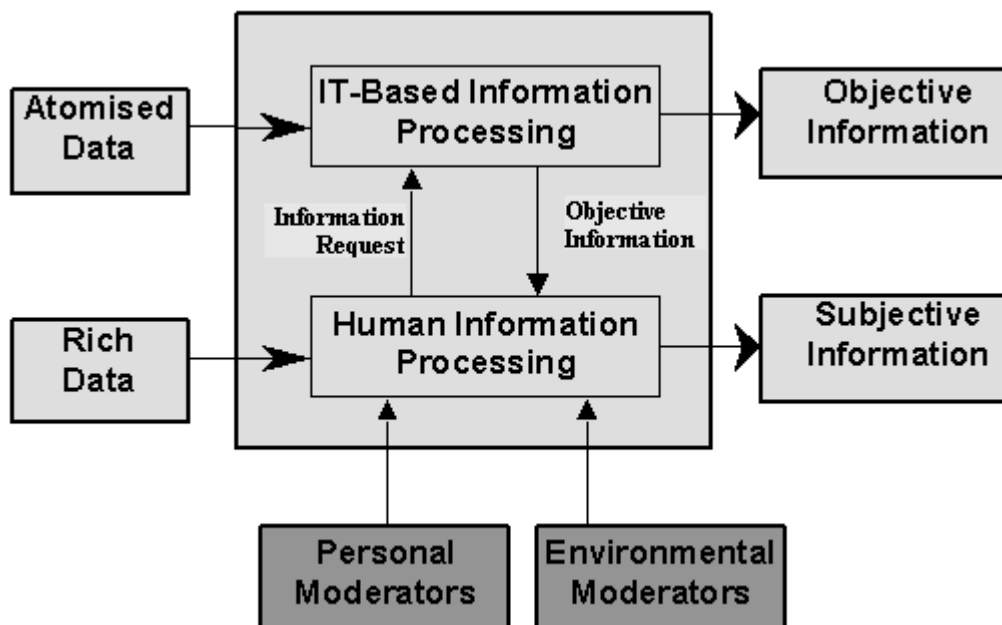 Atomised
Data
IT-Based Information
Processing
Objective
Information
Information
Request
Objective
Information
Rich
Data
Human Information
Processing
Subjective
Information
Personal
Moderators
Environmental
Moderators